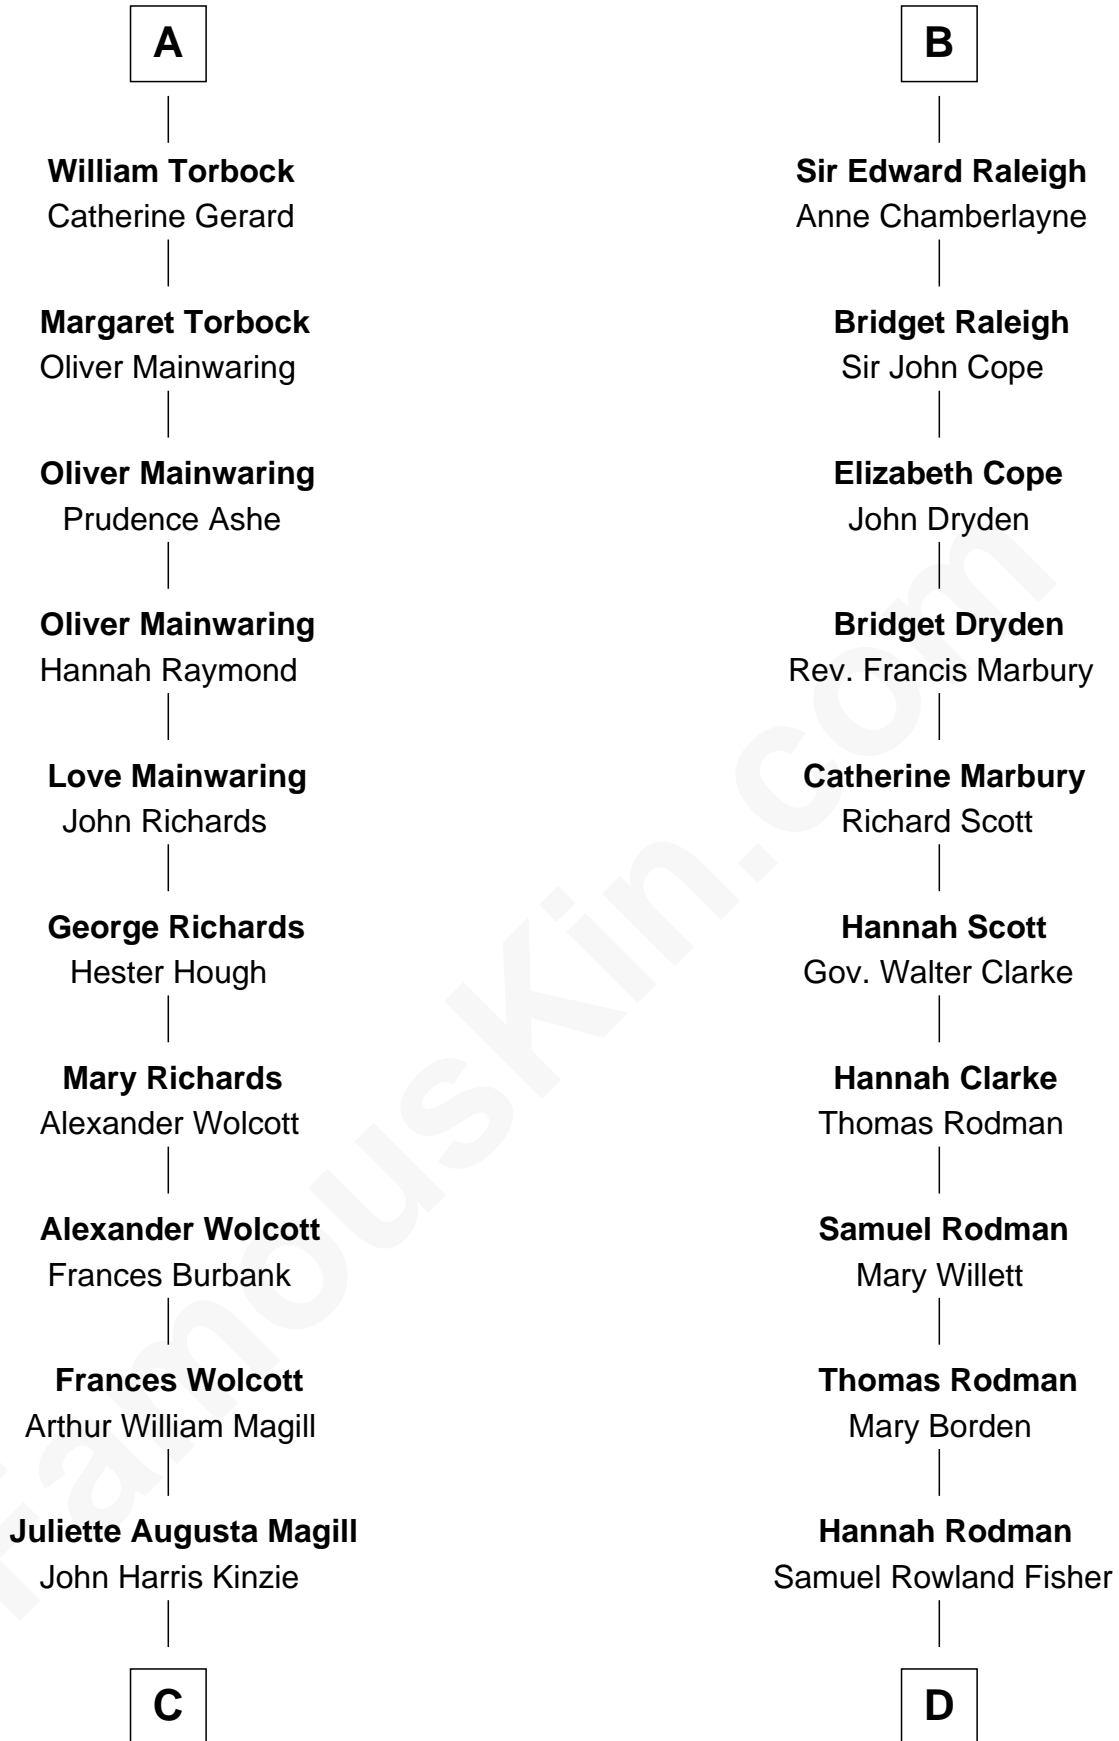 A
William Torbock
Catherine Gerard
Margaret Torbock
Oliver Mainwaring
Oliver Mainwaring
Prudence Ashe
Oliver Mainwaring
Hannah Raymond
Love Mainwaring
John Richards
George Richards
Hester Hough
Mary Richards
Alexander Wolcott
Alexander Wolcott
Frances Burbank
Frances Wolcott
Arthur William Magill
Juliette Augusta Magill
John Harris Kinzie
C
B
Sir Edward Raleigh
Anne Chamberlayne
Bridget Raleigh
Sir John Cope
Elizabeth Cope
John Dryden
Bridget Dryden
Rev. Francis Marbury
Catherine Marbury
Richard Scott
Hannah Scott
Gov. Walter Clarke
Hannah Clarke
Thomas Rodman
Samuel Rodman
Mary Willett
Thomas Rodman
Mary Borden
Hannah Rodman
Samuel Rowland Fisher
D
FamousKin.com